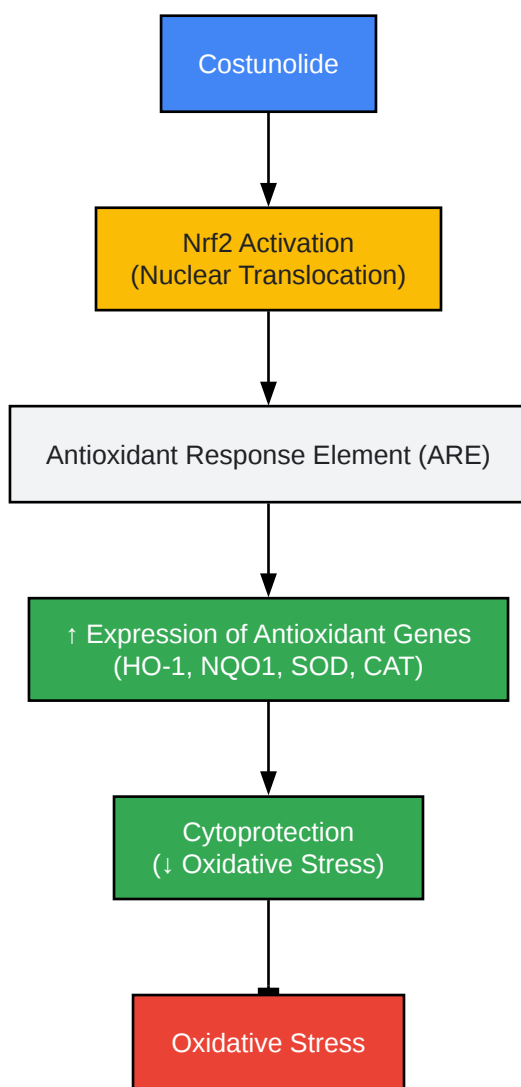 Costunolide
Nrf2 Activation
(Nuclear Translocation)
Antioxidant Response Element (ARE)
↑ Expression of Antioxidant Genes
(HO-1, NQO1, SOD, CAT)
Cytoprotection
(↓ Oxidative Stress)
Oxidative Stress